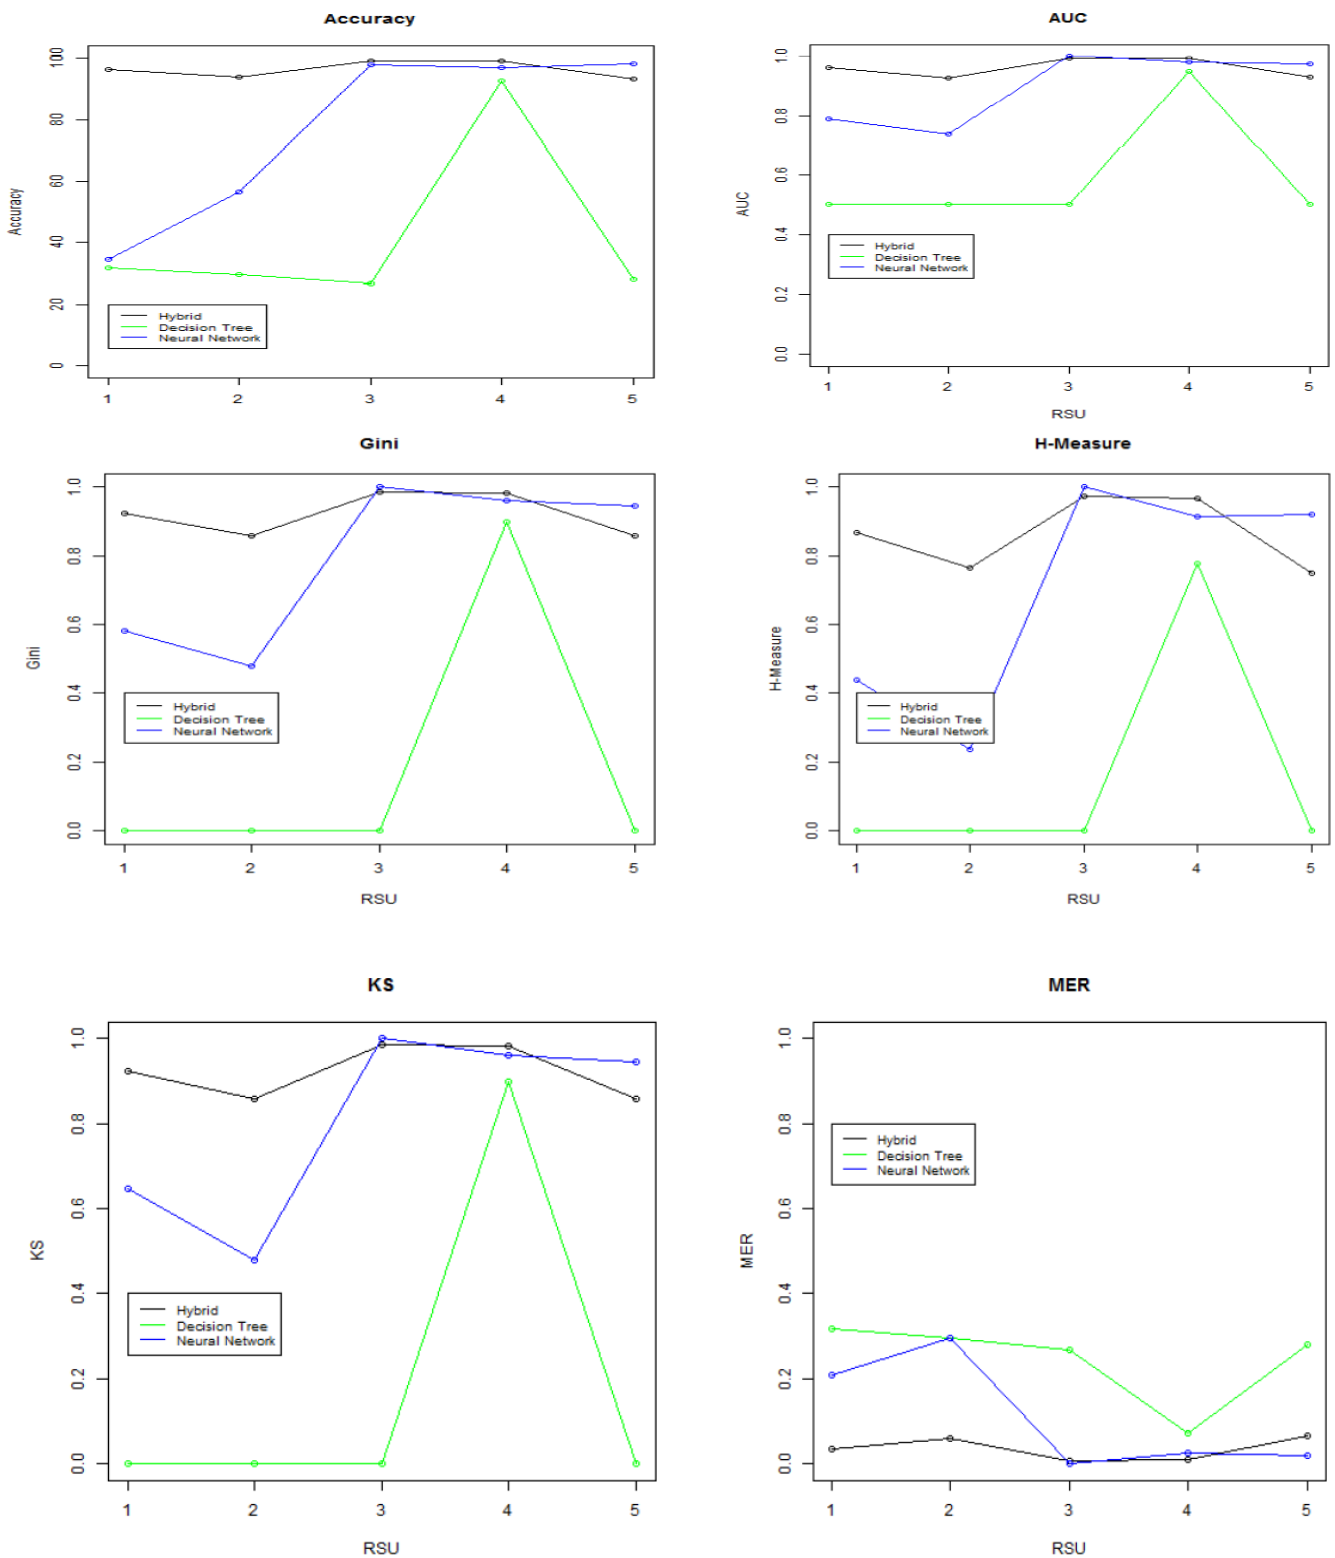 Accuracy
Accuracy
100
80
60
40
20
0
Hybrid
Decision Tree
Neural Network
1 2 3 4 5
AUC
AUC
1.0
0.8
0.6
0.4
0.2
0.0
Hybrid
Decision Tree
Neural Network
1 2 3 4 5
RSU
Gini
Gini
1.0
0.8
0.6
0.4
0.2
0.0
Hybrid
Decision Tree
Neural Network
1 2 3 4 5
RSU
H-Measure
H-Measure
1.0
0.8
0.6
0.4
0.2
0.0
Hybrid
Decision Tree
Neural Network
1 2 3 4 5
RSU
KS
KS
1.0
0.8
0.6
0.4
0.2
0.0
Hybrid
Decision Tree
Neural Network
1 2 3 4 5
RSU
MER
MER
1.0
0.8
0.6
0.4
0.2
0.0
Hybrid
Decision Tree
Neural Network
1 2 3 4 5
RSU